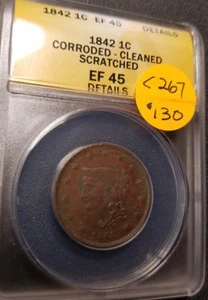 1842 1C EF 45 DETAILS
1842 1C
CORRODED - CLEANED
SCRATCHED
EF 45
DETAILS
C267
$130